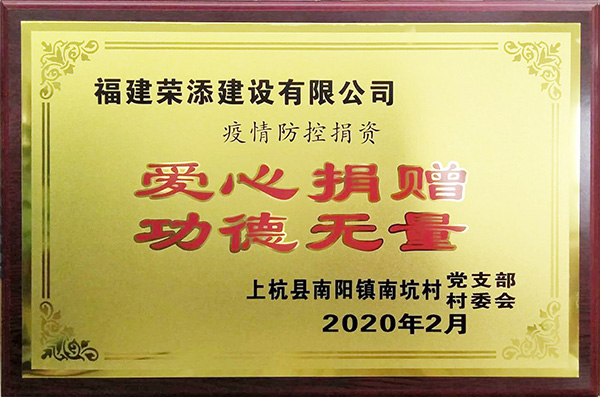 福建荣添建设有限公司
疫情防控捐资
爱心捐赠
功德无量
上杭县南阳镇南坑村党支部
村委会
2020年2月